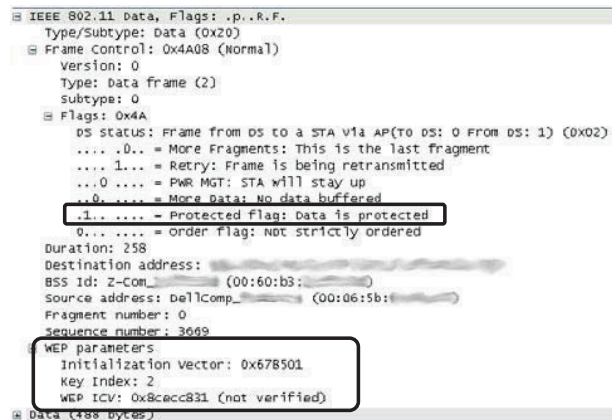 IEEE 802.11 Data, Flags: .p..R.F.
Type/Subtype: Data (0x20)
Frame Control: 0x4A08 (Normal)
Version: 0
Type: Data frame (2)
Subtype: 0
Flags: 0x4A
DS status: Frame from DS to a STA via AP(To DS: 0 From DS: 1) (0x02)
.... .0.. = More Fragments: This is the last fragment
.... 1... = Retry: Frame is being retransmitted
...0 .... = PWR MGT: STA will stay up
..0. .... = More Data: No data buffered
.1.. .... = Protected flag: Data is protected
0... .... = Order flag: Not strictly ordered
Duration: 258
Destination address:
BSS Id: Z-Com_ (00:60:b3:
Source address: DellComp_ (00:06:5b:
Fragment number: 0
Sequence number: 3669
WEP parameters
Initialization Vector: 0x67B501
Key Index: 2
WEP ICV: 0x8cecc831 (not verified)
Data (488 bytes)